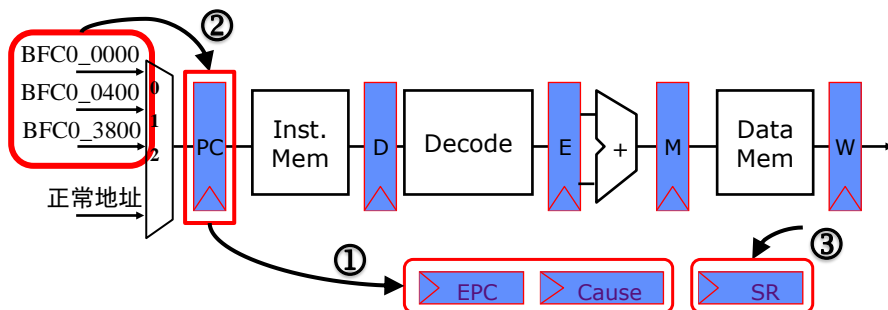 ②
BFC0_0000
BFC0_0400
BFC0_3800
0
1
2
正常地址
PC
Inst.
Mem
D
Decode
E
+
M
Data
Mem
W
①
③
EPC
Cause
SR